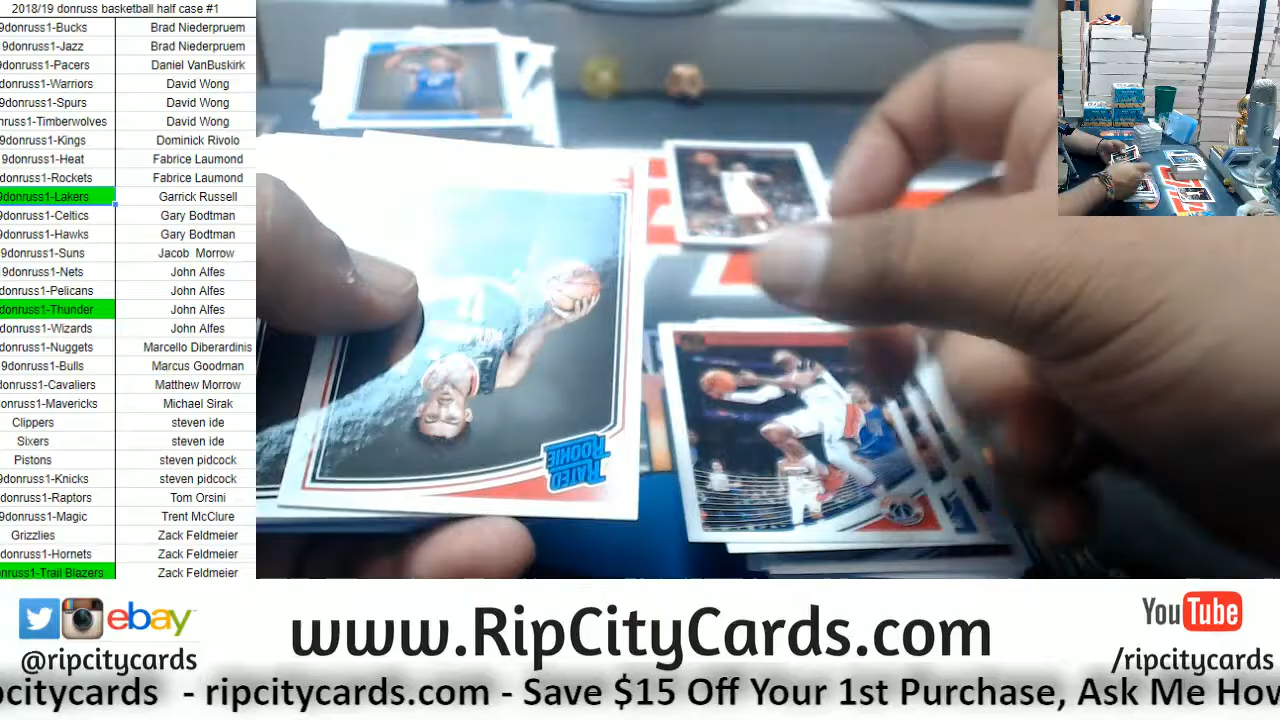 2018/19 donruss basketball half case #1
9donruss1-Bucks Brad Niederpruem
9donruss1-Jazz Brad Niederpruem
9donruss1-Pacers Daniel VanBuskirk
9donruss1-Warriors David Wong
9donruss1-Spurs David Wong
nruss1-Timberwolves David Wong
9donruss1-Kings Dominick Rivolo
9donruss1-Heat Fabrice Laumond
donruss1-Rockets Fabrice Laumond
9donruss1-Lakers Garrick Russell
9donruss1-Celtics Gary Bodtman
9donruss1-Hawks Gary Bodtman
9donruss1-Suns Jacob Morrow
9donruss1-Nets John Alfes
donruss1-Pelicans John Alfes
donruss1-Thunder John Alfes
donruss1-Wizards John Alfes
donruss1-Nuggets Marcello Diberardinis
9donruss1-Bulls Marcus Goodman
donruss1-Cavaliers Matthew Morrow
onruss1-Mavericks Michael Sirak
Clippers steven ide
Sixers steven ide
Pistons steven pidcock
9donruss1-Knicks steven pidcock
donruss1-Raptors Tom Orsini
9donruss1-Magic Trent McClure
Grizzlies Zack Feldmeier
donruss1-Hornets Zack Feldmeier
nruss1-Trail Blazers Zack Feldmeier
RATED
ROOKIE
ebay
@ripcitycards
www.RipCityCards.com
YouTube
/ripcitycards
ocitycards - ripcitycards.com - Save $15 Off Your 1st Purchase, Ask Me How